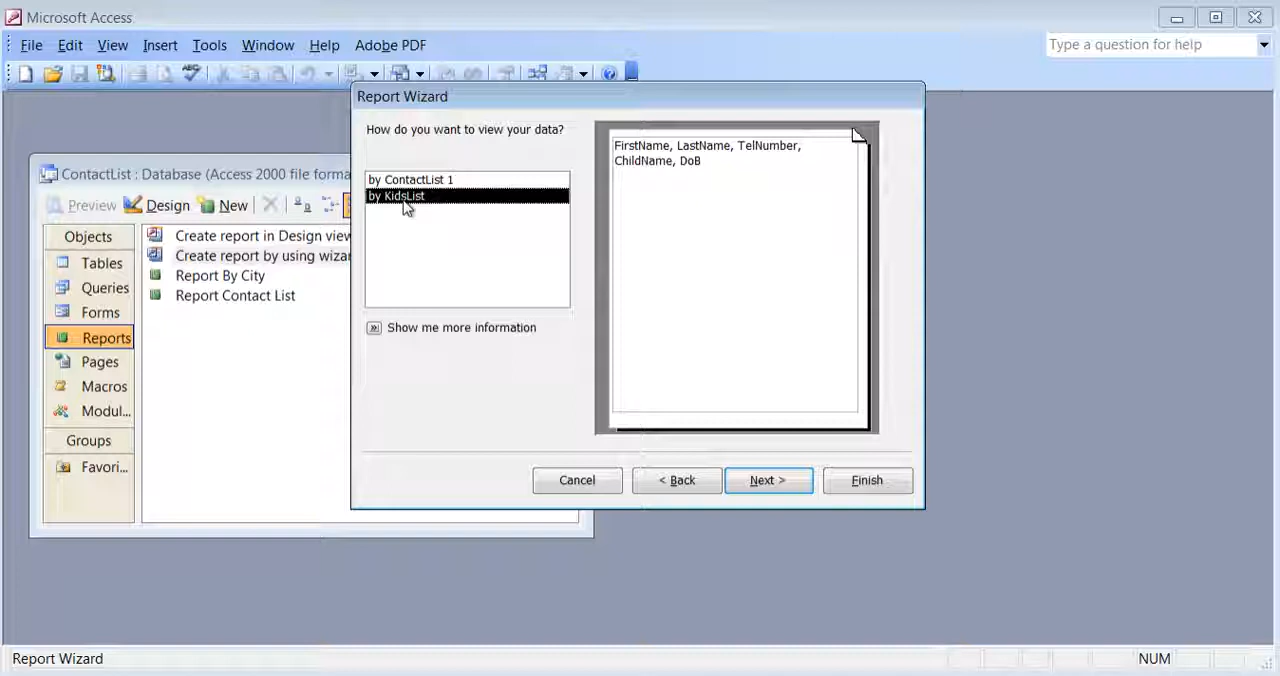 Microsoft Access
File Edit View Insert Tools Window Help Adobe PDF
Type a question for help
Report Wizard
How do you want to view your data?
by ContactList 1
by KidsList
FirstName, LastName, TelNumber,
ChildName, DoB
Show me more information
Cancel
< Back
Next >
Finish
ContactList : Database (Access 2000 file forma
Preview Design New
Objects
Tables
Queries
Forms
Reports
Pages
Macros
Modul...
Groups
Favori...
Create report in Design view
Create report by using wiza
Report By City
Report Contact List
Report Wizard
NUM